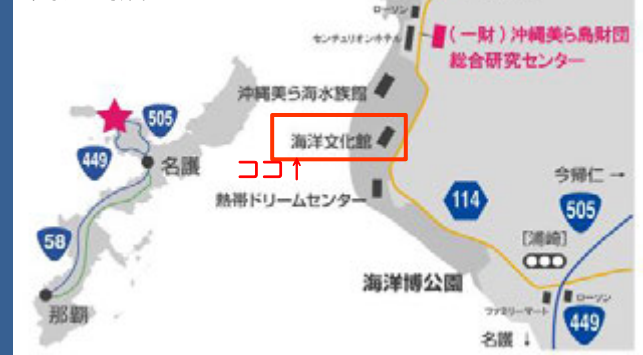 ローソン
センチュリオンホテル
(一財)沖縄美ら島財団
総合研究センター
沖縄美ら海水族館
海洋文化館
ココ↑
熱帯ドリームセンター
505
449
名護
58
那覇
114
今帰仁 →
505
[浦崎]
海洋博公園
ファミリーマート
ローソン
449
名護 ↓